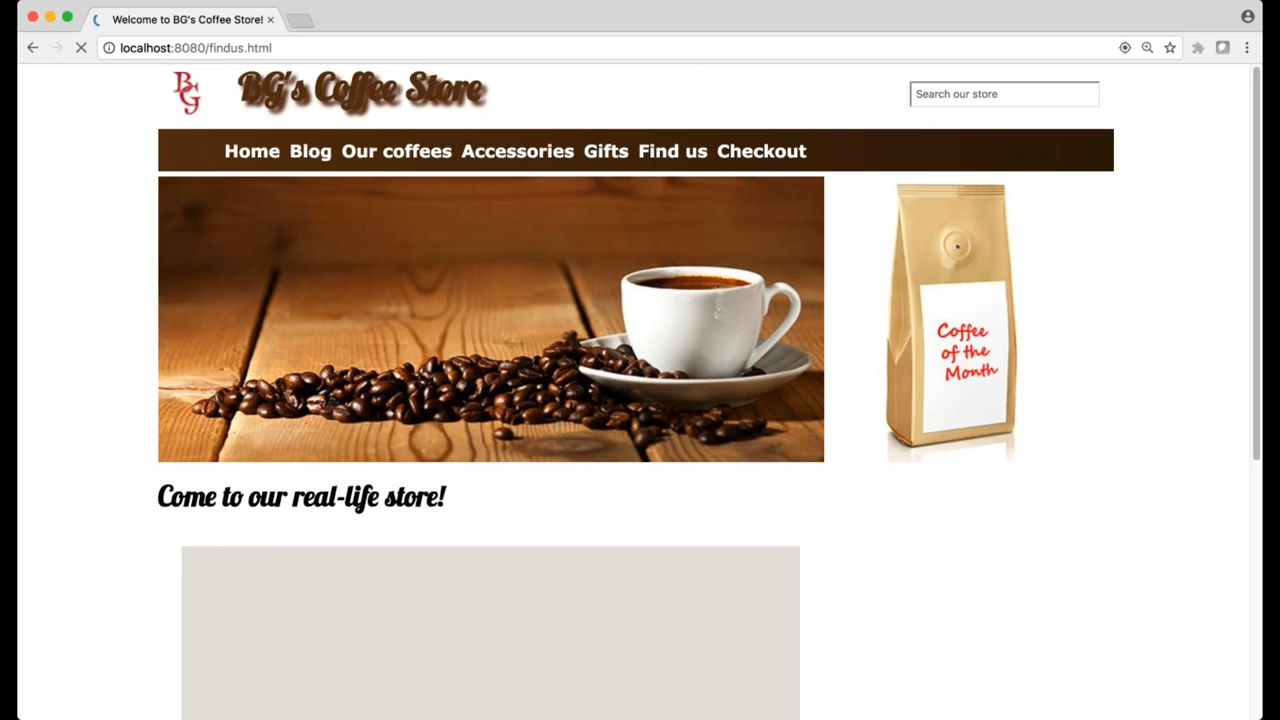 Welcome to BG's Coffee Store!
localhost:8080/findus.html
BG
BG's Coffee Store
Search our store
Home Blog Our coffees Accessories Gifts Find us Checkout
Coffee
of the
Month
Come to our real-life store!